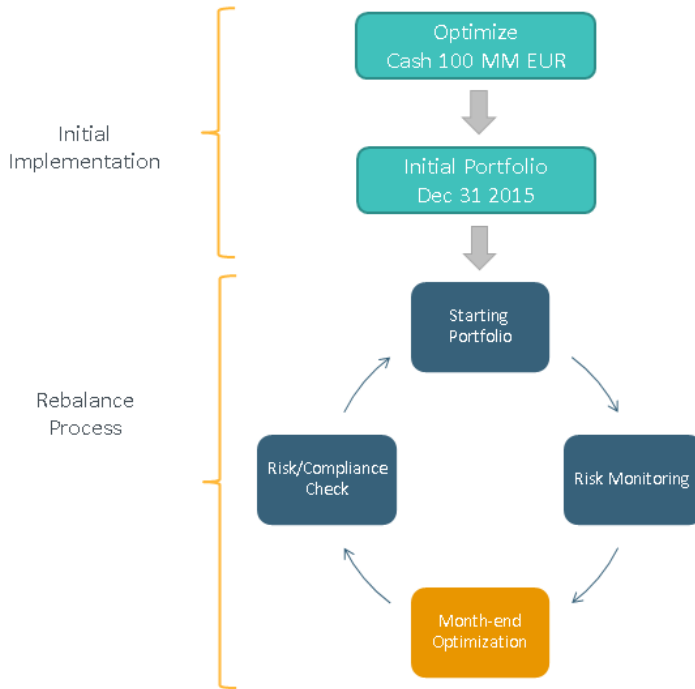 Optimize
Cash 100 MM EUR
Initial
Implementation
Initial Portfolio
Dec 31 2015
Starting
Portfolio
Rebalance
Process
Risk/Compliance
Check
Risk Monitoring
Month-end
Optimization